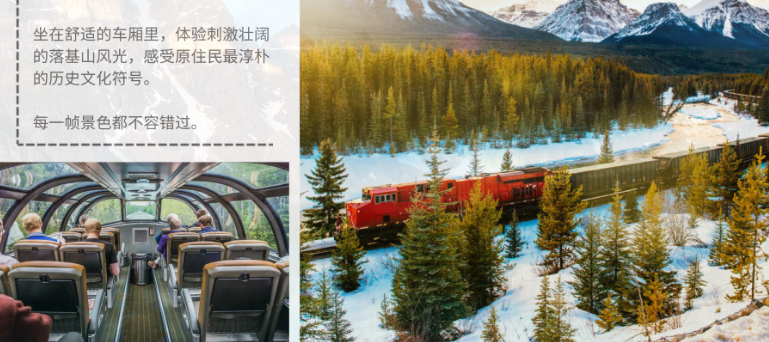 坐在舒适的车厢里，体验刺激壮阔
的落基山风光，感受原住民最淳朴
的历史文化符号。
每一帧景色都不容错过。